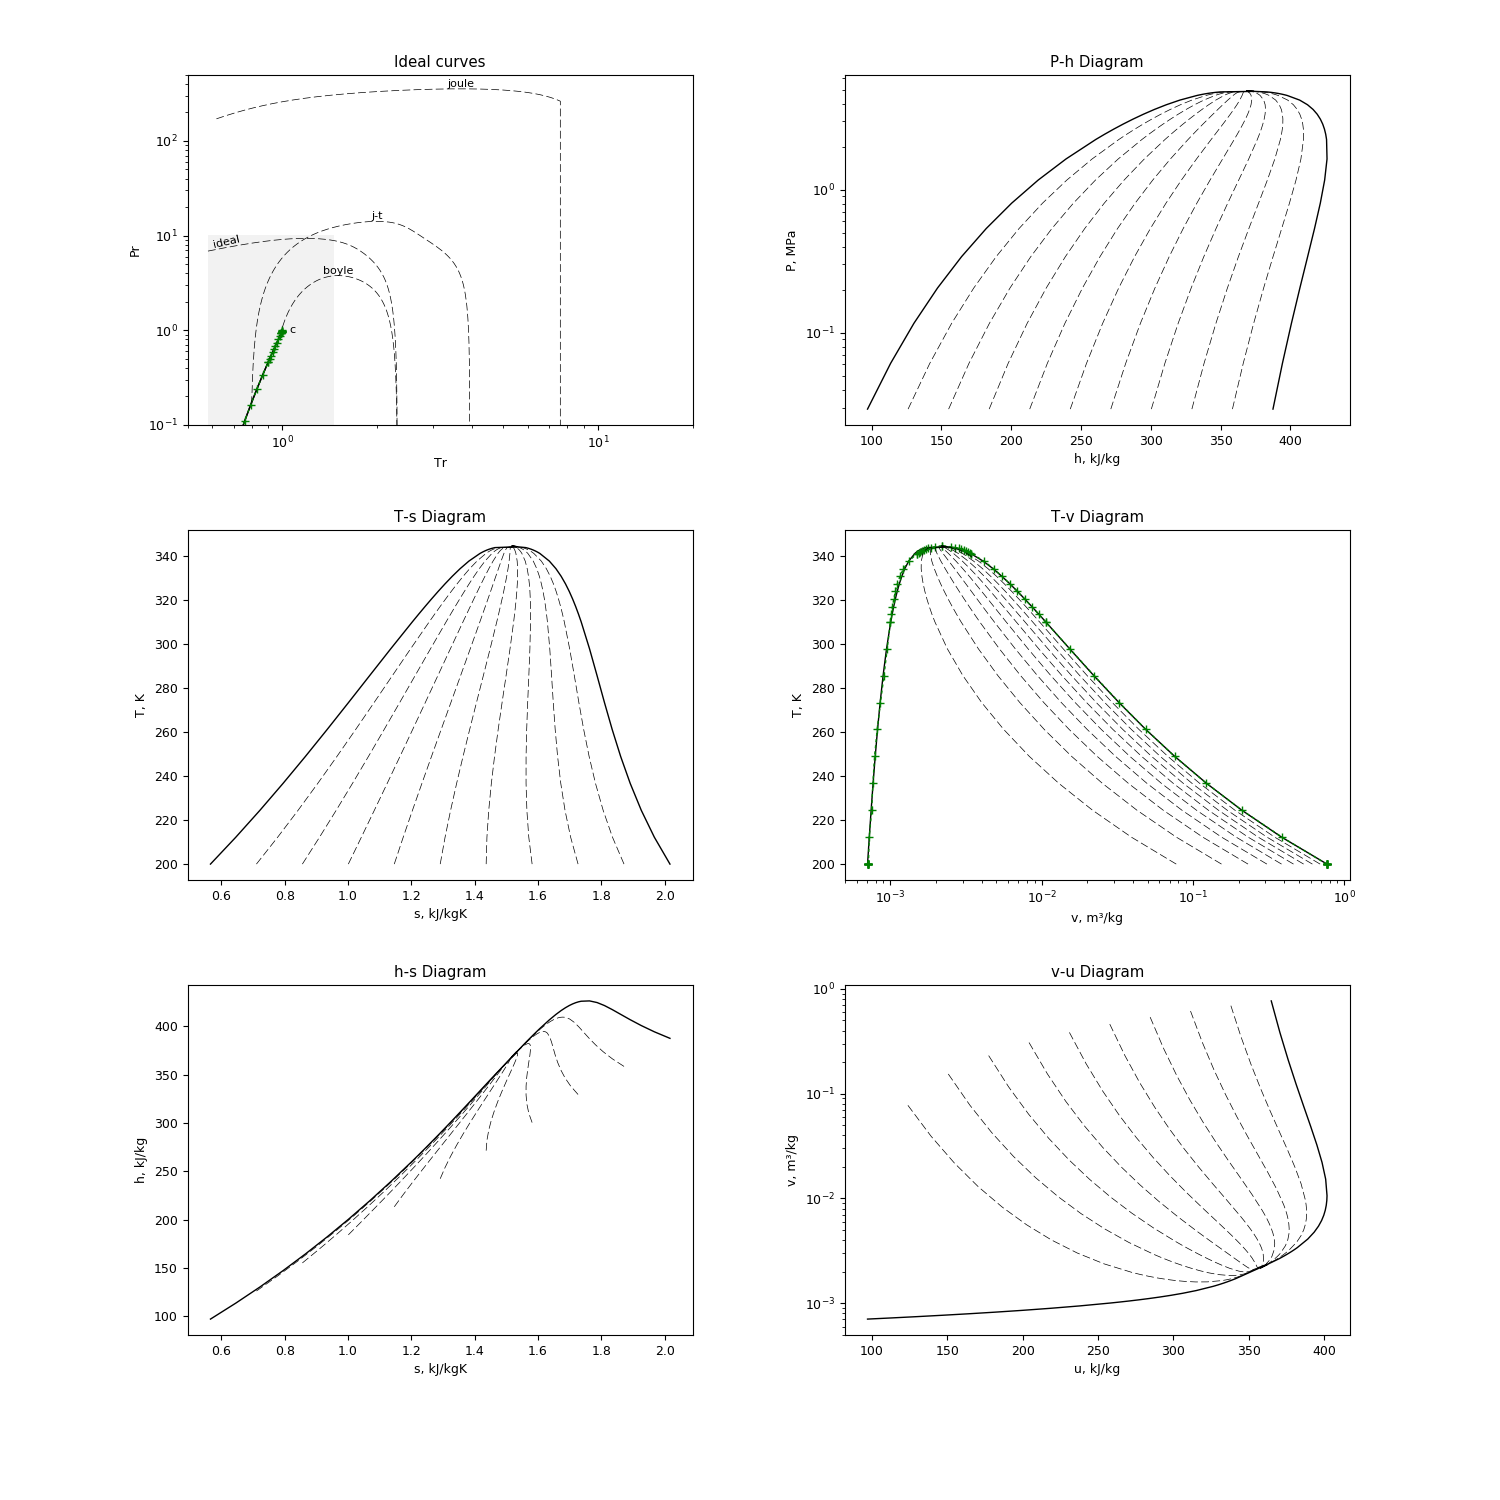 Ideal curves
joule
j-t
ideal
boyle
c
10²
10¹
10⁰
10⁻¹
Pr
10⁰ 10¹
Tr
P-h Diagram
10⁰
10⁻¹
P, MPa
100 150 200 250 300 350 400
h, kJ/kg
T-s Diagram
340
320
300
280
260
240
220
200
T, K
0.6 0.8 1.0 1.2 1.4 1.6 1.8 2.0
s, kJ/kgK
T-v Diagram
340
320
300
280
260
240
220
200
T, K
10⁻³ 10⁻² 10⁻¹ 10⁰
v, m³/kg
h-s Diagram
400
350
300
250
200
150
100
h, kJ/kg
0.6 0.8 1.0 1.2 1.4 1.6 1.8 2.0
s, kJ/kgK
v-u Diagram
10⁰
10⁻¹
10⁻²
10⁻³
v, m³/kg
100 150 200 250 300 350 400
u, kJ/kg